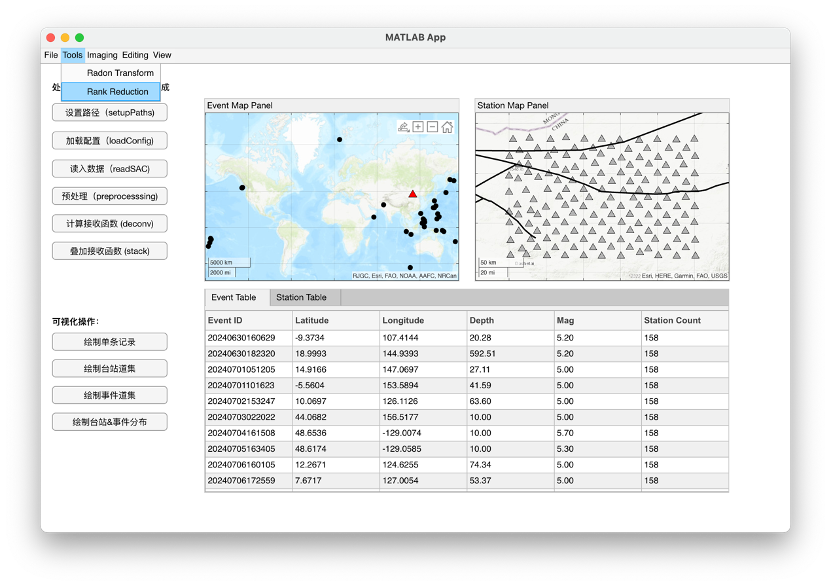 MATLAB App
File Tools Imaging Editing View
Radon Transform
Rank Reduction
处
成
设置路径（setupPaths)
加载配置（loadConfig)
读入数据（readSAC)
预处理（preprocesssing)
计算接收函数 (deconv)
叠加接收函数 (stack)
可视化操作：
绘制单条记录
绘制台站道集
绘制事件道集
绘制台站&事件分布
Event Map Panel
5000 km
2000 mi
FAO, NOAA, AAFC, NRCan
Station Map Panel
MONG
CHINA
50 km
20 mi
Esri, HERE, Garmin, FAO, USGS
Event Table Station Table
Event ID Latitude Longitude Depth Mag Station Count
20240630160629 -9.3734 107.4144 20.28 5.20 158
20240630182320 18.9993 144.9393 592.51 5.20 158
20240701051205 14.9166 147.0697 27.11 5.00 158
20240701101623 -5.5604 153.5894 41.59 5.00 158
20240702153247 10.0697 126.1126 63.60 5.00 158
20240703022022 44.0682 156.5177 10.00 5.00 158
20240704161508 48.6536 -129.0074 10.00 5.70 158
20240705163405 48.6174 -129.0585 10.00 5.30 158
20240706160105 12.2671 124.6255 74.34 5.00 158
20240706172559 7.6717 127.0054 53.37 5.00 158